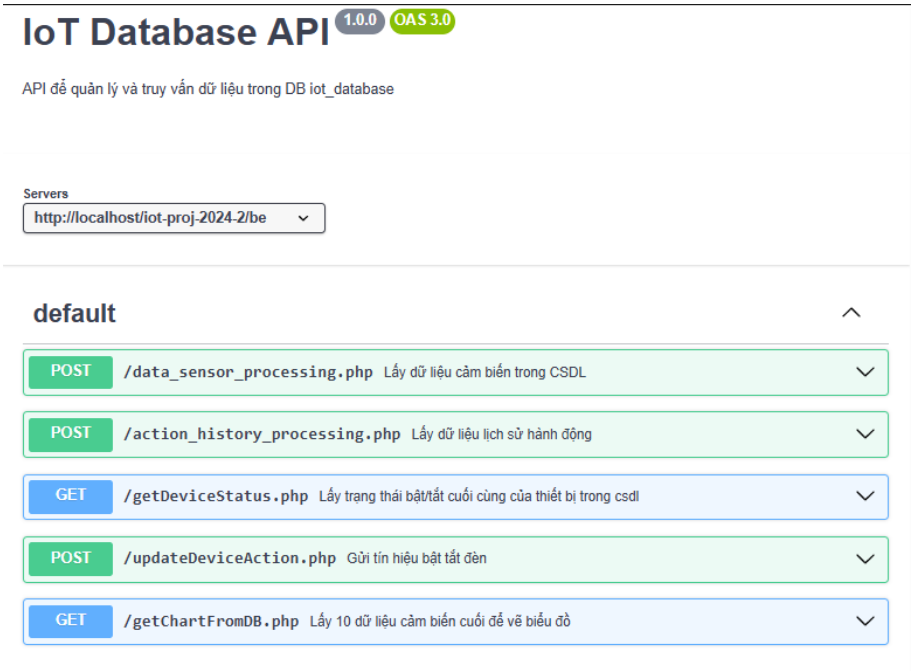 IoT Database API 1.0.0 OAS 3.0
API để quản lý và truy vấn dữ liệu trong DB iot_database
Servers
http://localhost/iot-proj-2024-2/be
default
POST /data_sensor_processing.php Lấy dữ liệu cảm biến trong CSDL
POST /action_history_processing.php Lấy dữ liệu lịch sử hành động
GET /getDeviceStatus.php Lấy trạng thái bật/tắt cuối cùng của thiết bị trong csdl
POST /updateDeviceAction.php Gửi tín hiệu bật tắt đèn
GET /getChartFromDB.php Lấy 10 dữ liệu cảm biến cuối để vẽ biểu đồ